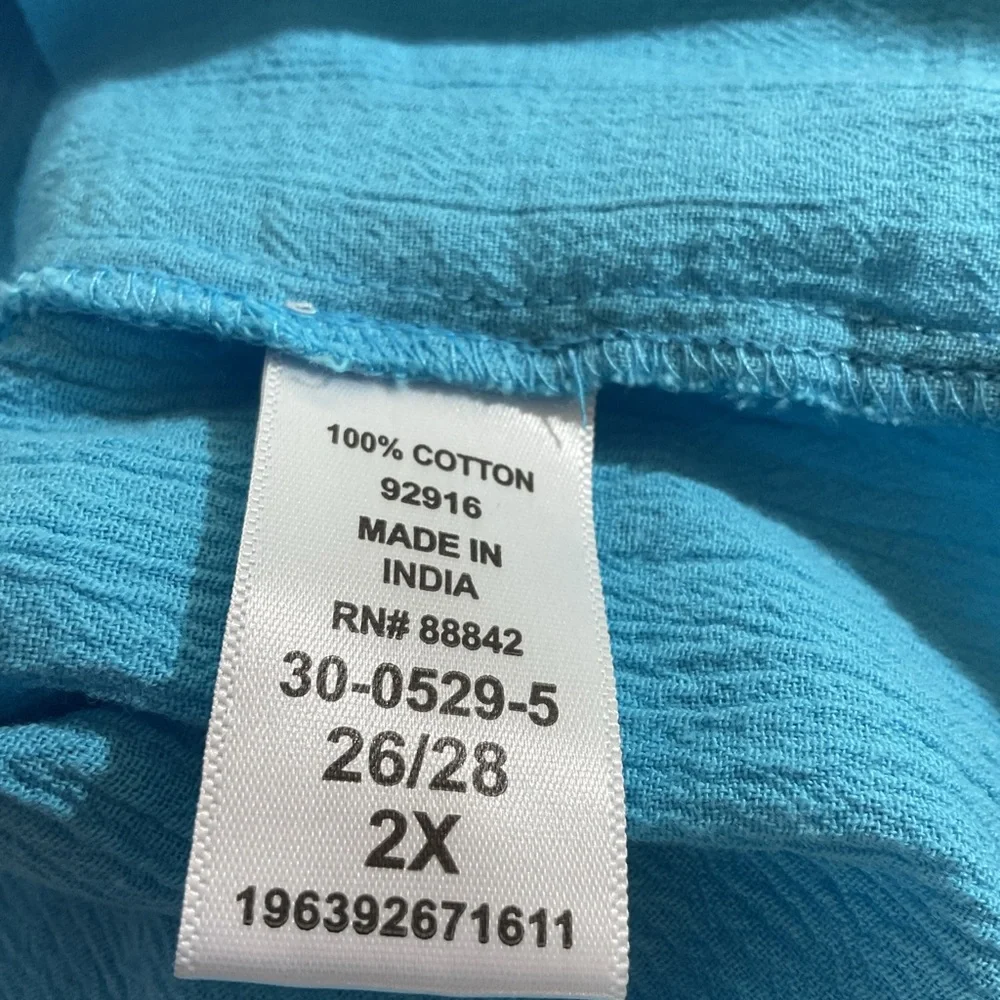 100% COTTON
92916
MADE IN
INDIA
RN# 88842
30-0529-5
26/28
2X
196392671611